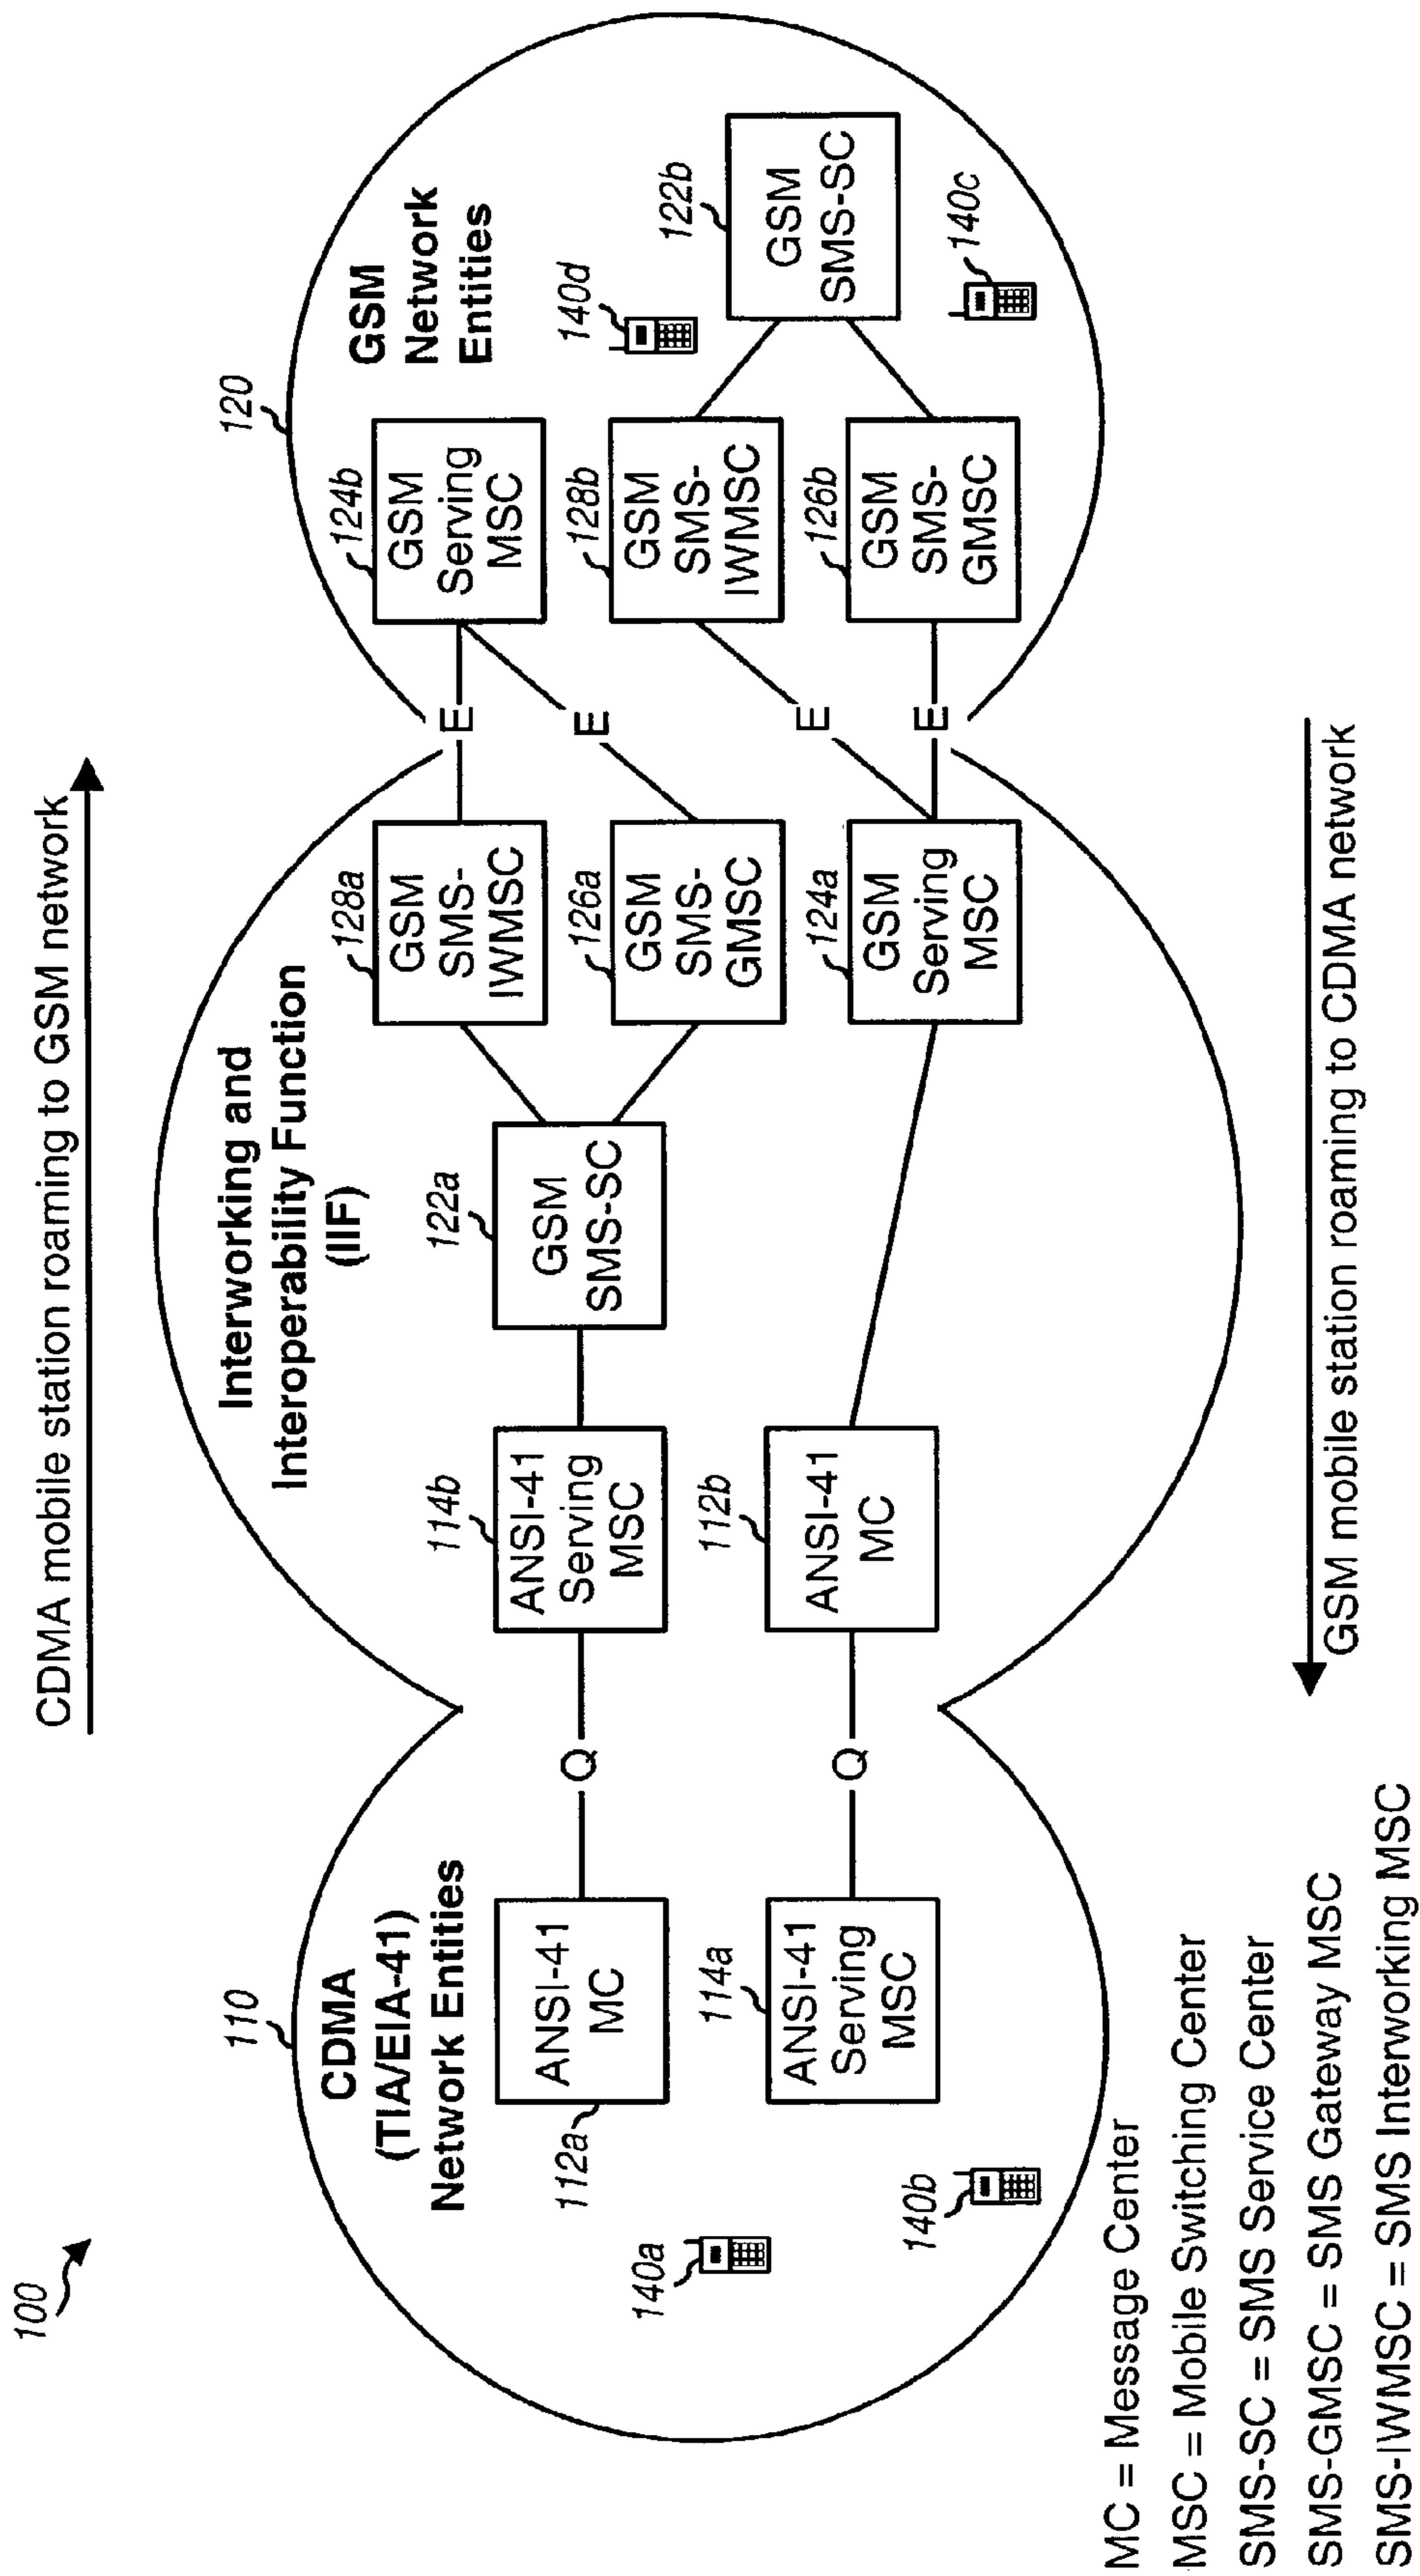 100
CDMA mobile station roaming to GSM network
110
CDMA
(TIA/EIA-41)
Network Entities
112a
ANSI-41
MC
114a
ANSI-41
Serving
MSC
140a
140b
Q
Q
Interworking and
Interoperability Function
(IIF)
114b
ANSI-41
Serving
MSC
112b
ANSI-41
MC
122a
GSM
SMS-SC
128a
GSM
SMS-
IWMSC
126a
GSM
SMS-
GMSC
124a
GSM
Serving
MSC
E
E
E
E
120
GSM
Network
Entities
124b
GSM
Serving
MSC
128b
GSM
SMS-
IWMSC
126b
GSM
SMS-
GMSC
140d
122b
GSM
SMS-SC
140c
GSM mobile station roaming to CDMA network
MC = Message Center
MSC = Mobile Switching Center
SMS-SC = SMS Service Center
SMS-GMSC = SMS Gateway MSC
SMS-IWMSC = SMS Interworking MSC